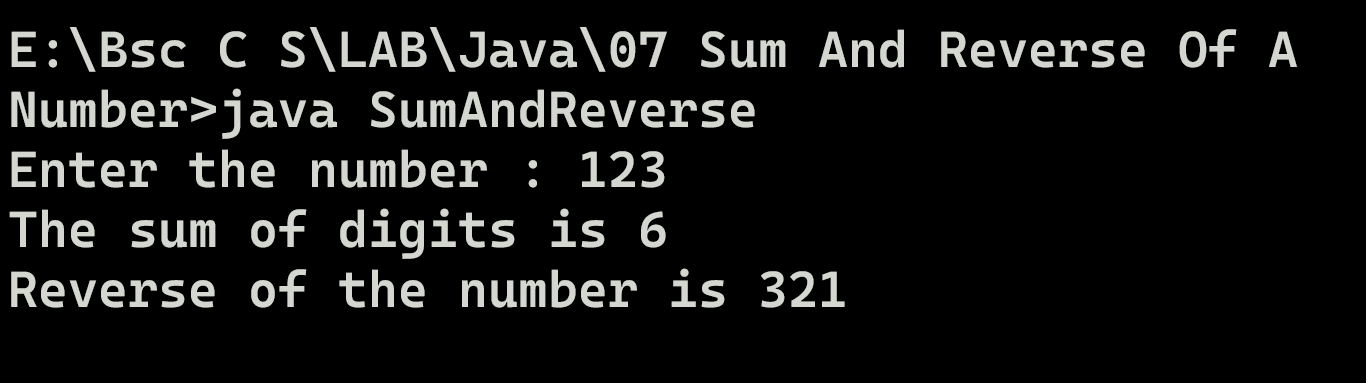 E:\Bsc C S\LAB\Java\07 Sum And Reverse Of A
Number>java SumAndReverse
Enter the number : 123
The sum of digits is 6
Reverse of the number is 321